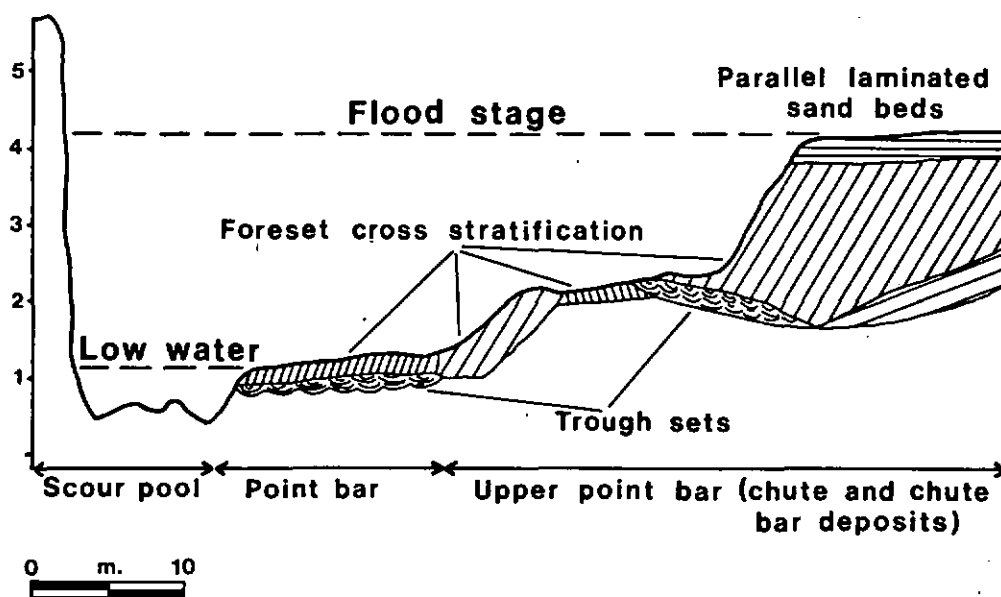 5
4
3
2
1
Parallel laminated
sand beds
Flood stage
Foreset cross stratification
Low water
Trough sets
Scour pool
Point bar
Upper point bar (chute and chute
bar deposits)
0 m. 10